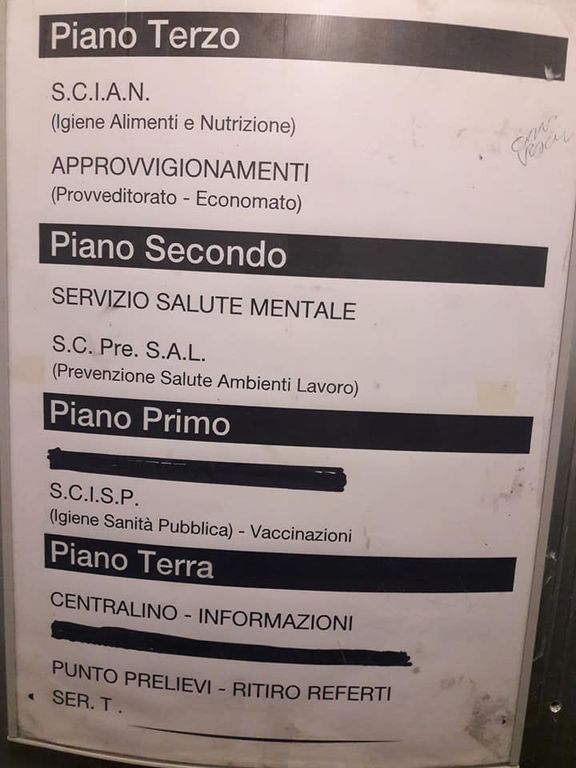 Piano Terzo
S.C.I.A.N.
(Igiene Alimenti e Nutrizione)
APPROVVIGIONAMENTI
(Provveditorato - Economato)
Piano Secondo
SERVIZIO SALUTE MENTALE
S.C. Pre. S.A.L.
(Prevenzione Salute Ambienti Lavoro)
Piano Primo
S.C.I.S.P.
(Igiene Sanità Pubblica) - Vaccinazioni
Piano Terra
CENTRALINO - INFORMAZIONI
PUNTO PRELIEVI - RITIRO REFERTI
SER. T .